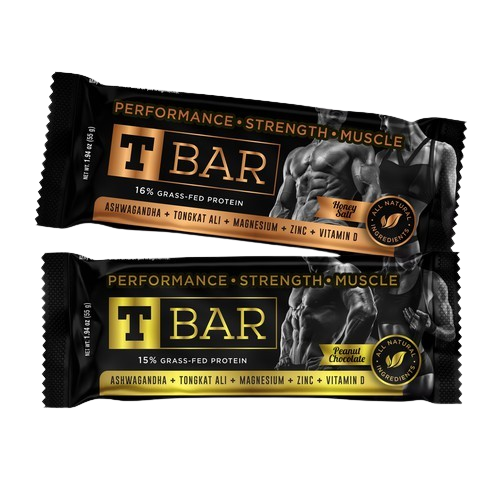 PERFORMANCE • STRENGTH • MUSCLE
T BAR
16% GRASS-FED PROTEIN
ASHWAGANDHA + TONGKAT ALI + MAGNESIUM + ZINC + VITAMIN D
Honey
Salt
ALL NATURAL
INGREDIENTS
NET WT. 1.94 oz (55 g)
PERFORMANCE • STRENGTH • MUSCLE
T BAR
15% GRASS-FED PROTEIN
ASHWAGANDHA + TONGKAT ALI + MAGNESIUM + ZINC + VITAMIN D
Peanut
Chocolate
ALL NATURAL
INGREDIENTS
NET WT. 1.94 oz (55 g)